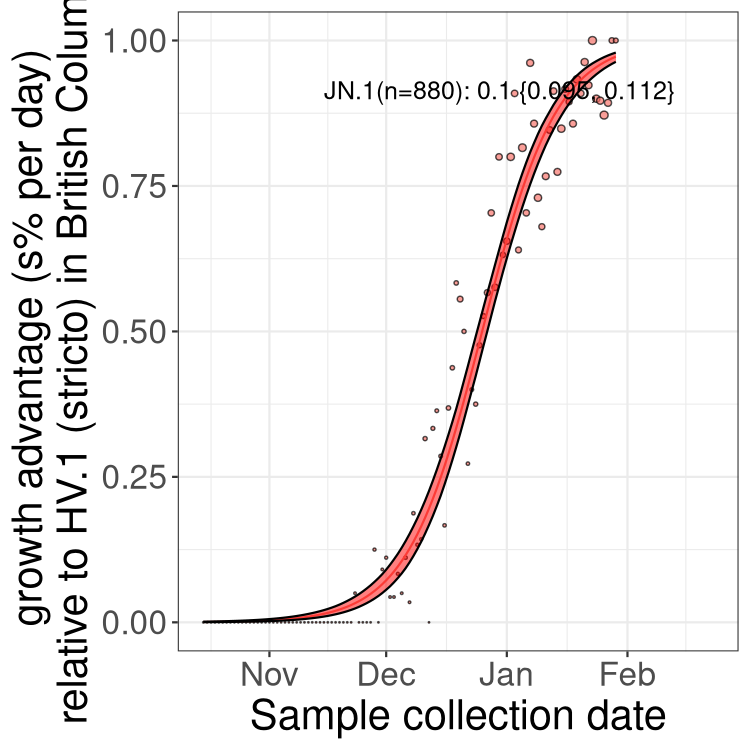 growth advantage (s% per day)
relative to HV.1 (stricto) in British Colum
1.00
0.75
0.50
0.25
0.00
JN.1(n=880): 0.1 {0.095, 0.112}
Nov Dec Jan Feb
Sample collection date